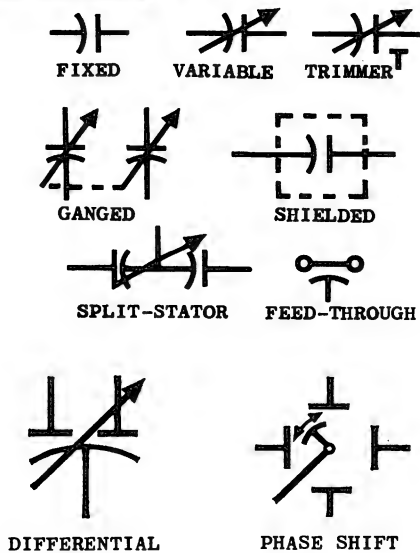 FIXED VARIABLE TRIMMER T
GANGED SHIELDED
SPLIT-STATOR FEED-THROUGH
DIFFERENTIAL PHASE SHIFT